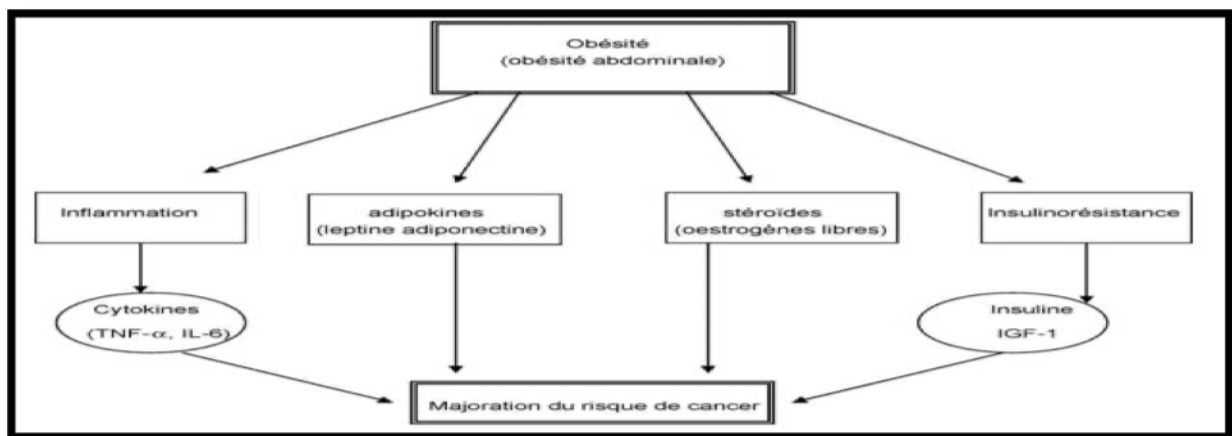 Obésité
(obésité abdominale)
Inflammation
adipokines
(leptine adiponectine)
stéroïdes
(oestrogènes libres)
Insulinorésistance
Cytokines
(TNF-α, IL-6)
Insuline
IGF-1
Majoration du risque de cancer